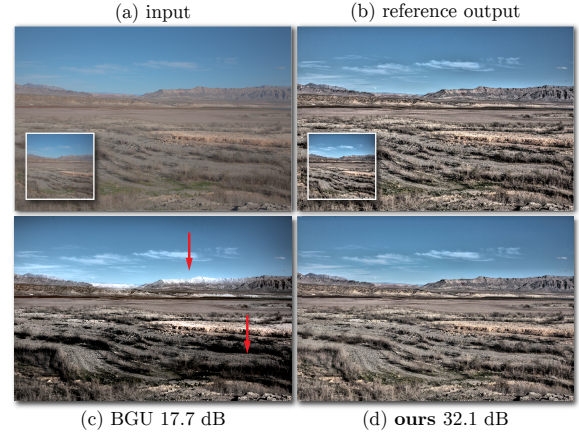 (a) input
(b) reference output
(c) BGU 17.7 dB
(d) ours 32.1 dB